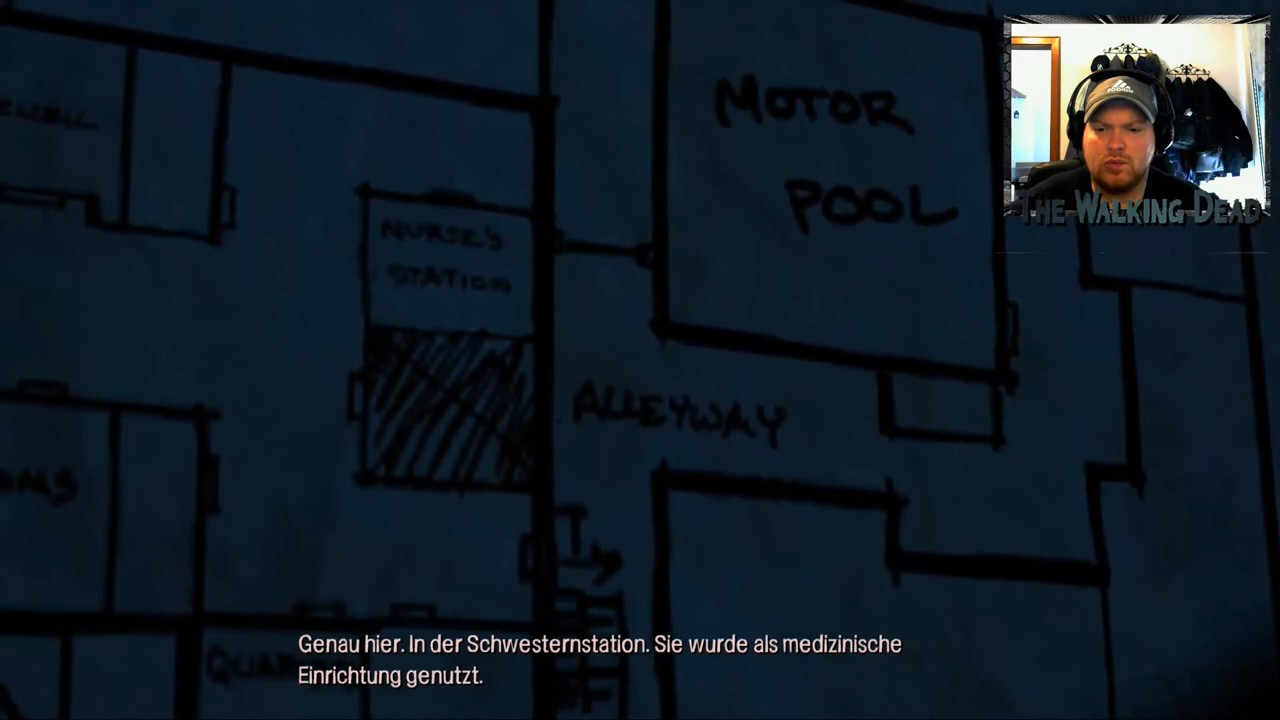 MOTOR
POOL
THE WALKING DEAD
NURSE'S
STATION
ALLEYWAY
Genau hier. In der Schwesternstation. Sie wurde als medizinische
Einrichtung genutzt.